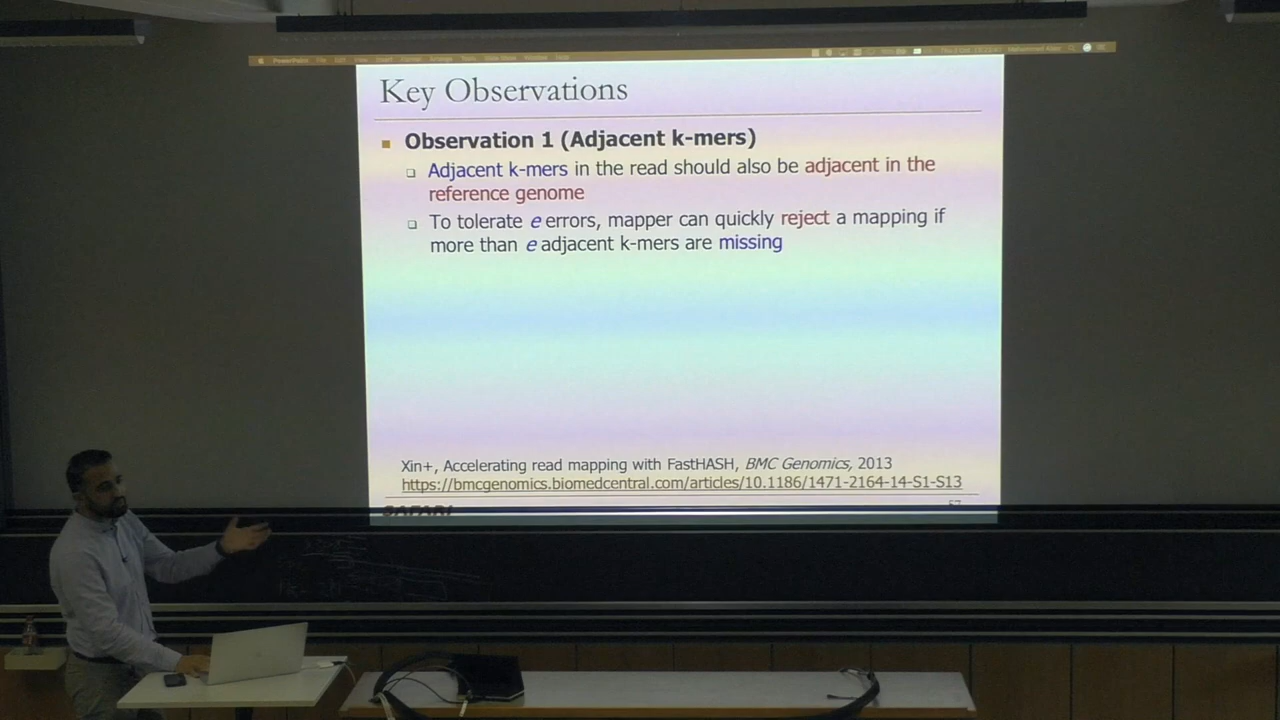 PowerPoint
Key Observations
Observation 1 (Adjacent k-mers)
Adjacent k-mers in the read should also be adjacent in the
reference genome
To tolerate e errors, mapper can quickly reject a mapping if
more than e adjacent k-mers are missing
Xin+, Accelerating read mapping with FastHASH, BMC Genomics, 2013
https://bmcgenomics.biomedcentral.com/articles/10.1186/1471-2164-14-S1-S13
SAFARI